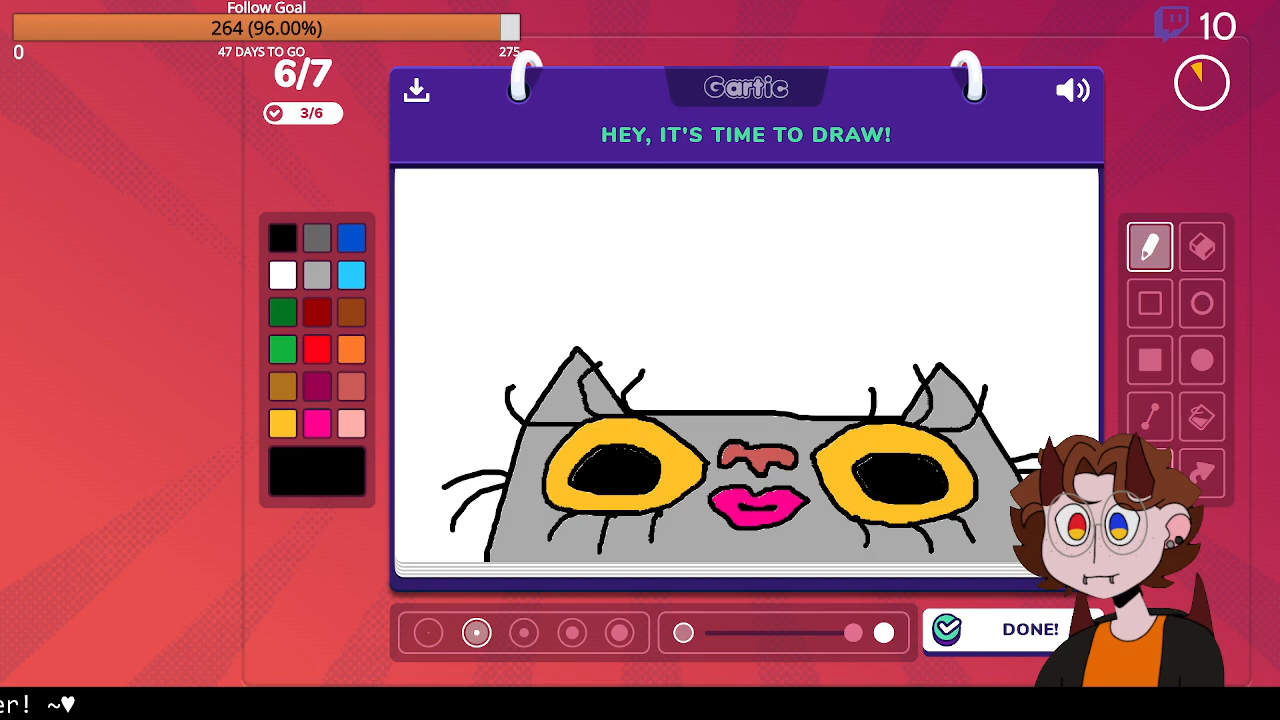 Follow Goal
264 (96.00%)
0
47 DAYS TO GO
275
6/7
3/6
10
Gartic
HEY, IT'S TIME TO DRAW!
DONE!
er! ~♥